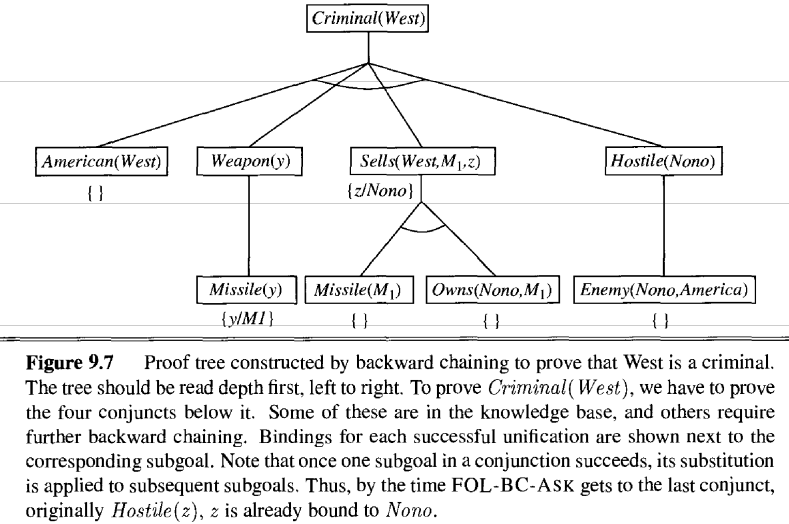 Criminal(West)
American(West) Weapon(y) Sells(West,M1,z) Hostile(Nono)
{ } {z/Nono}
Missile(y) Missile(M1) Owns(Nono,M1) Enemy(Nono,America)
{y/M1} { } { } { }
Figure 9.7 Proof tree constructed by backward chaining to prove that West is a criminal.
The tree should be read depth first, left to right. To prove Criminal(West), we have to prove
the four conjuncts below it. Some of these are in the knowledge base, and others require
further backward chaining. Bindings for each successful unification are shown next to the
corresponding subgoal. Note that once one subgoal in a conjunction succeeds, its substitution
is applied to subsequent subgoals. Thus, by the time FOL-BC-ASK gets to the last conjunct,
originally Hostile(z), z is already bound to Nono.